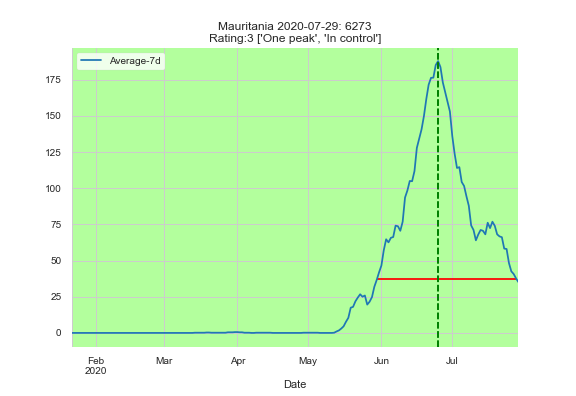 Mauritania 2020-07-29: 6273
Rating:3 ['One peak', 'In control']
Average-7d
175
150
125
100
75
50
25
0
Feb Mar Apr May Jun Jul
2020
Date